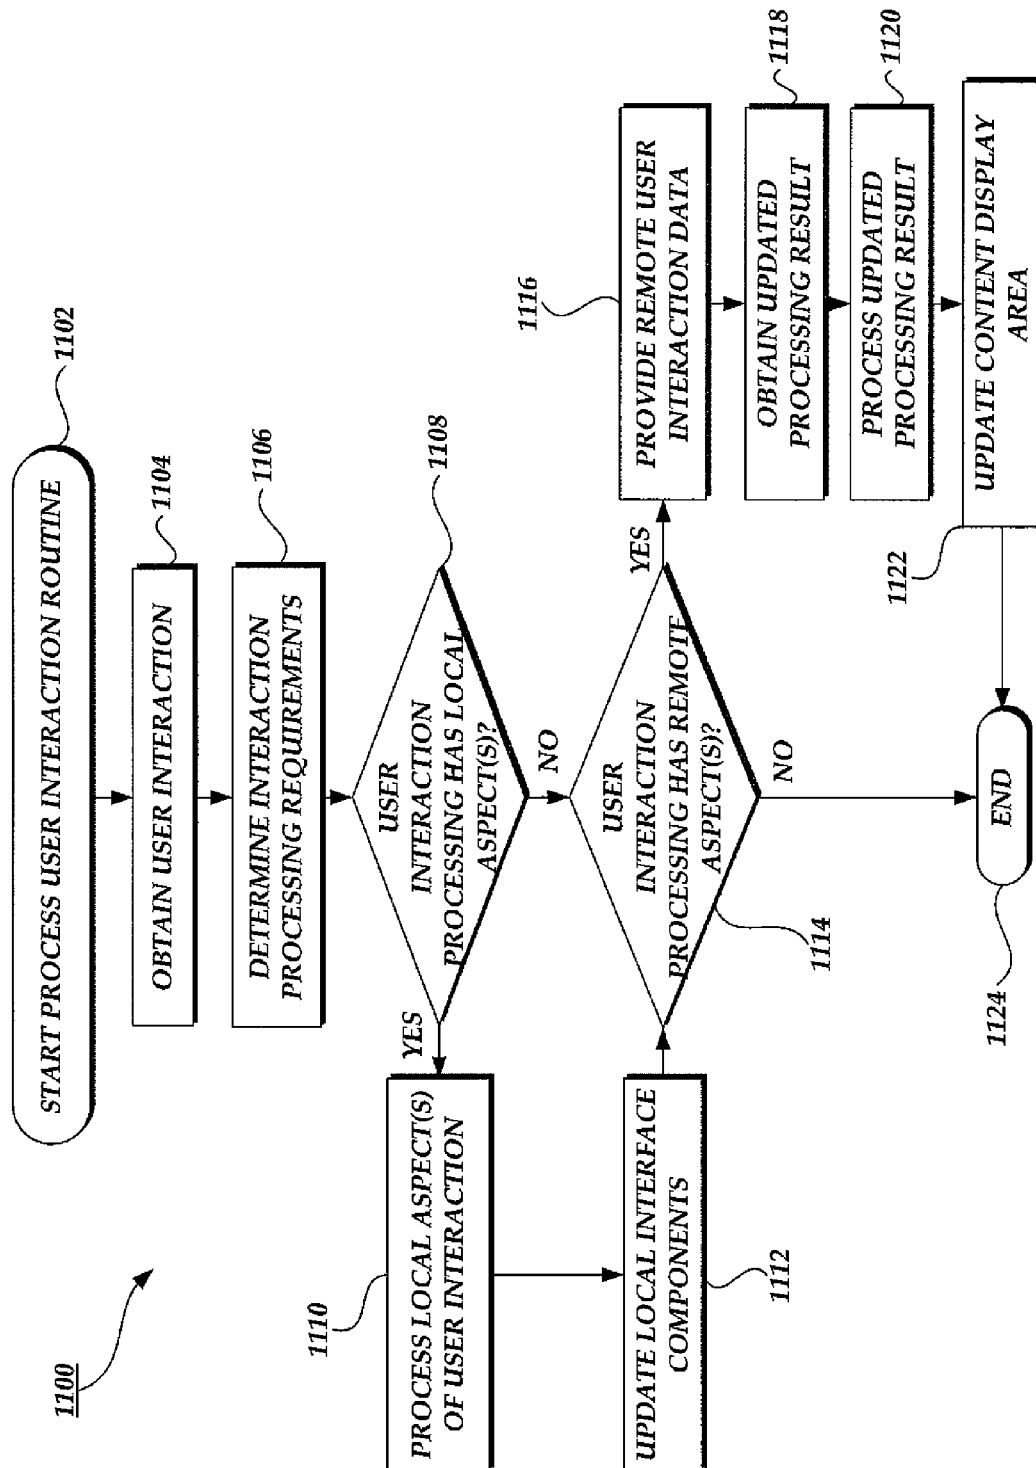 1100
START PROCESS USER INTERACTION ROUTINE
1102
OBTAIN USER INTERACTION
1104
DETERMINE INTERACTION
PROCESSING REQUIREMENTS
1106
USER
INTERACTION
PROCESSING HAS LOCAL
ASPECT(S)?
1108
YES
NO
PROCESS LOCAL ASPECT(S)
OF USER INTERACTION
1110
UPDATE LOCAL INTERFACE
COMPONENTS
1112
USER
INTERACTION
PROCESSING HAS REMOTE
ASPECT(S)?
1114
YES
NO
PROVIDE REMOTE USER
INTERACTION DATA
1116
OBTAIN UPDATED
PROCESSING RESULT
1118
PROCESS UPDATED
PROCESSING RESULT
1120
UPDATE CONTENT DISPLAY
AREA
1122
END
1124